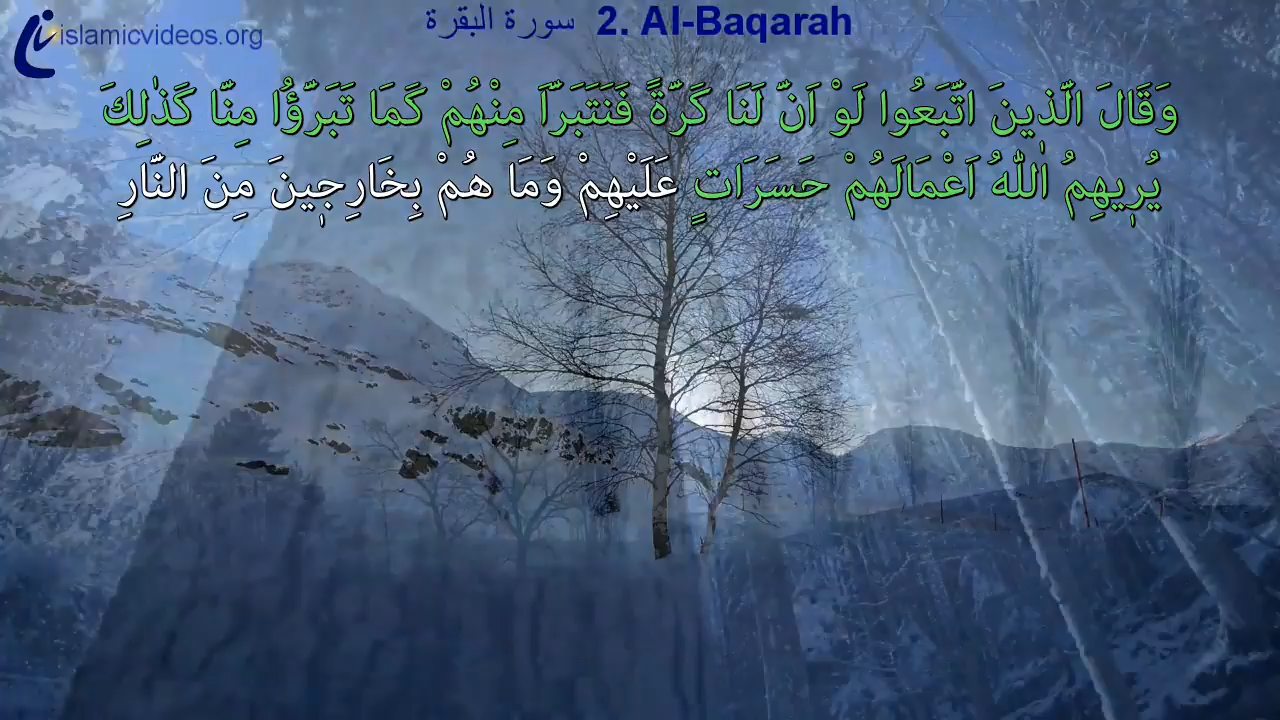 islamicvideos.org
سورة البقرة 2. Al-Baqarah
وَقَالَ الَّذٖينَ اتَّبَعُوا لَوْ اَنَّ لَنَا كَرَّةً فَنَتَبَرَّاَ مِنْهُمْ كَمَا تَبَرَّؤُا مِنَّا كَذٰلِكَ
يُرٖيهِمُ اللّٰهُ اَعْمَالَهُمْ حَسَرَاتٍ عَلَيْهِمْ وَمَا هُمْ بِخَارِجٖينَ مِنَ النَّارِ